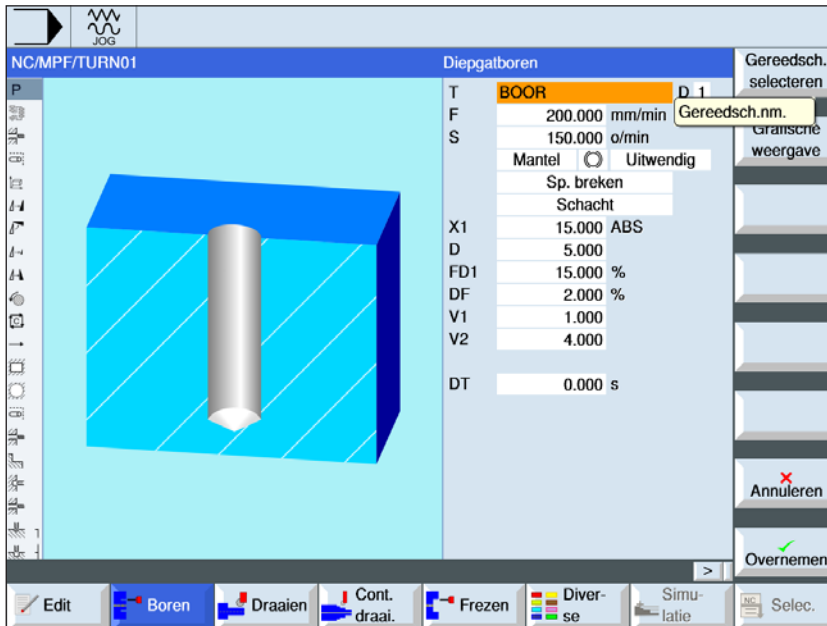 JOG
NC/MPF/TURN01
Diepgatboren
Gereedsch.
selecteren
P
T BOOR D 1
Gereedsch.nm.
F 200.000 mm/min
S 150.000 o/min
Grafische
weergave
Mantel Uitwendig
Sp. breken
Schacht
X1 15.000 ABS
D 5.000
FD1 15.000 %
DF 2.000 %
V1 1.000
V2 4.000
DT 0.000 s
Annuleren
Overnemen
>
Edit
Boren
Draaien
Cont.
draai.
Frezen
Diver-
se
Simu-
latie
NC
Selec.